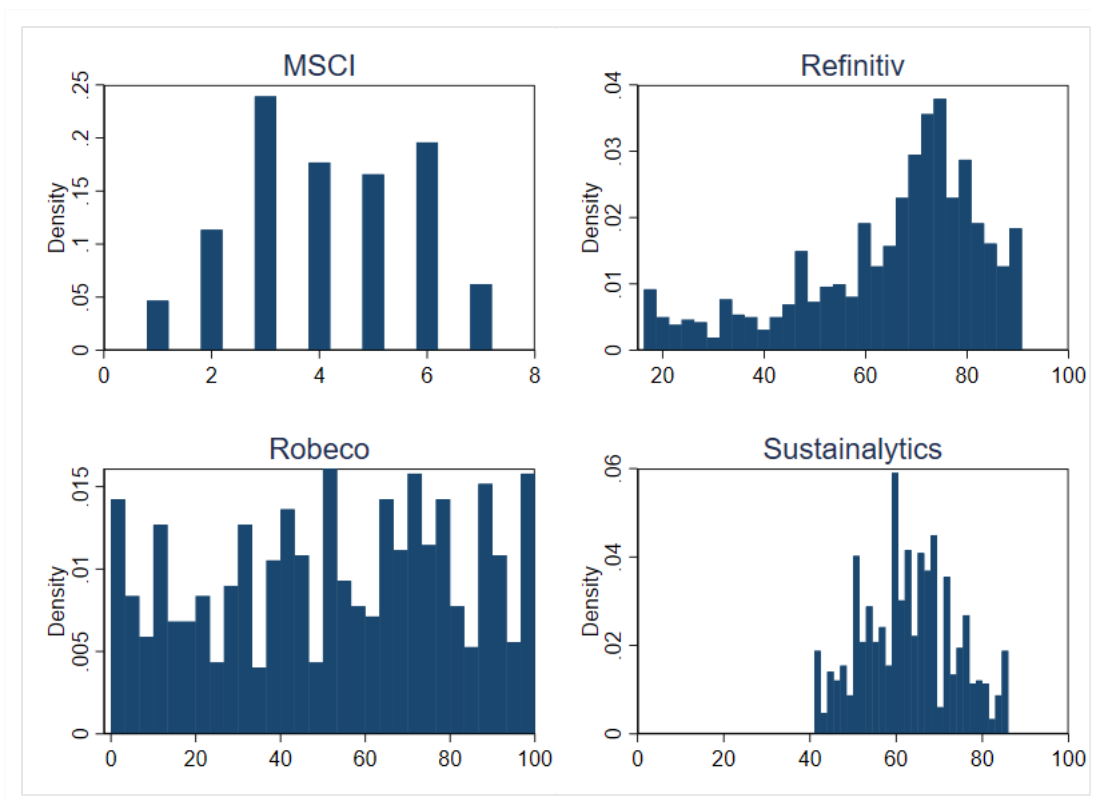 MSCI
Density
0 .05 .1 .15 .2 .25
0 2 4 6 8
Refinitiv
Density
0 .01 .02 .03 .04
20 40 60 80 100
Robeco
Density
0 .005 .01 .015
0 20 40 60 80 100
Sustainalytics
Density
0 .02 .04 .06
0 20 40 60 80 100